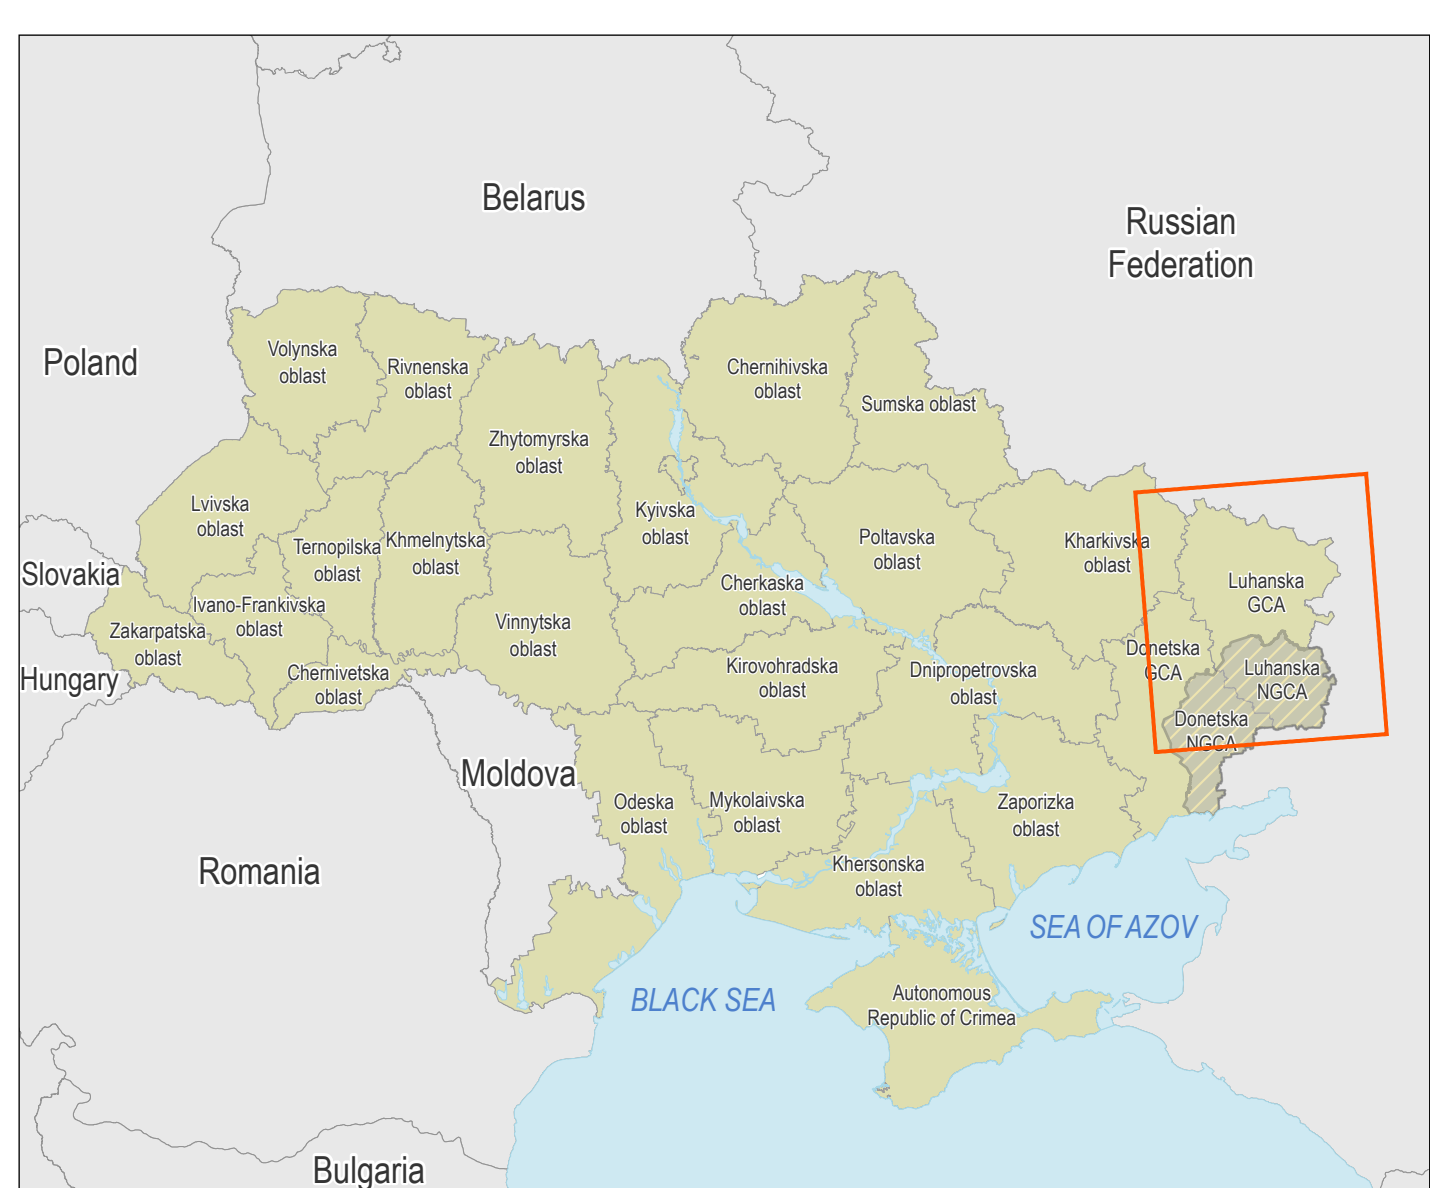 Belarus
Russian
Federation
Poland
Volynska
oblast
Rivnenska
oblast
Chernihivska
oblast
Sumska oblast
Zhytomyrska
oblast
Lvivska
oblast
Kyivska
oblast
Ternopilska
oblast
Khmelnytska
oblast
Poltavska
oblast
Kharkivska
oblast
Slovakia
Cherkaska
oblast
Luhanska
GCA
Ivano-Frankivska
oblast
Zakarpatska
oblast
Vinnytska
oblast
Donetska
GCA
Hungary
Chernivetska
oblast
Kirovohradska
oblast
Dnipropetrovska
oblast
Luhanska
NGCA
Donetska
NGCA
Moldova
Odeska
oblast
Mykolaivska
oblast
Zaporizka
oblast
Romania
Khersonska
oblast
SEA OF AZOV
BLACK SEA
Autonomous
Republic of Crimea
Bulgaria